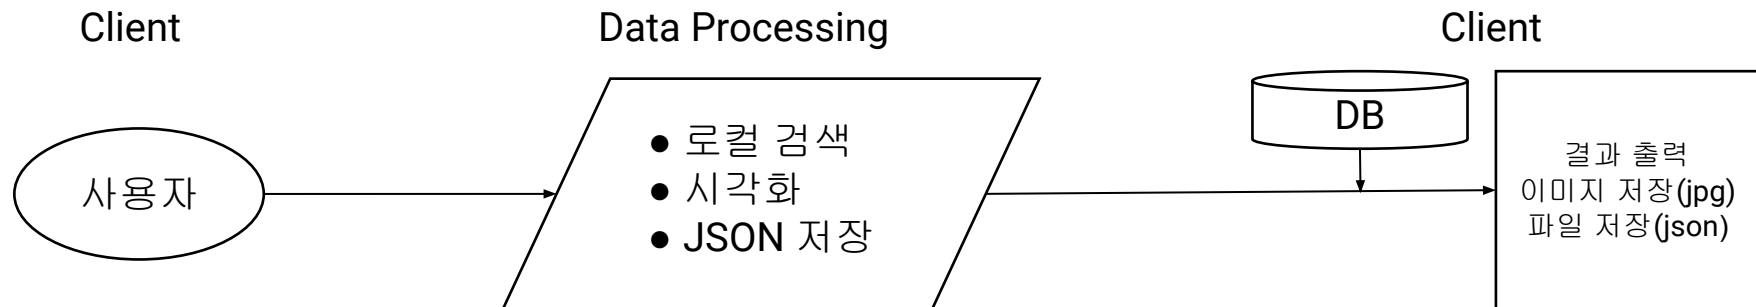 Client
Data Processing
Client
사용자
● 로컬 검색
● 시각화
● JSON 저장
DB
결과 출력
이미지 저장(jpg)
파일 저장(json)